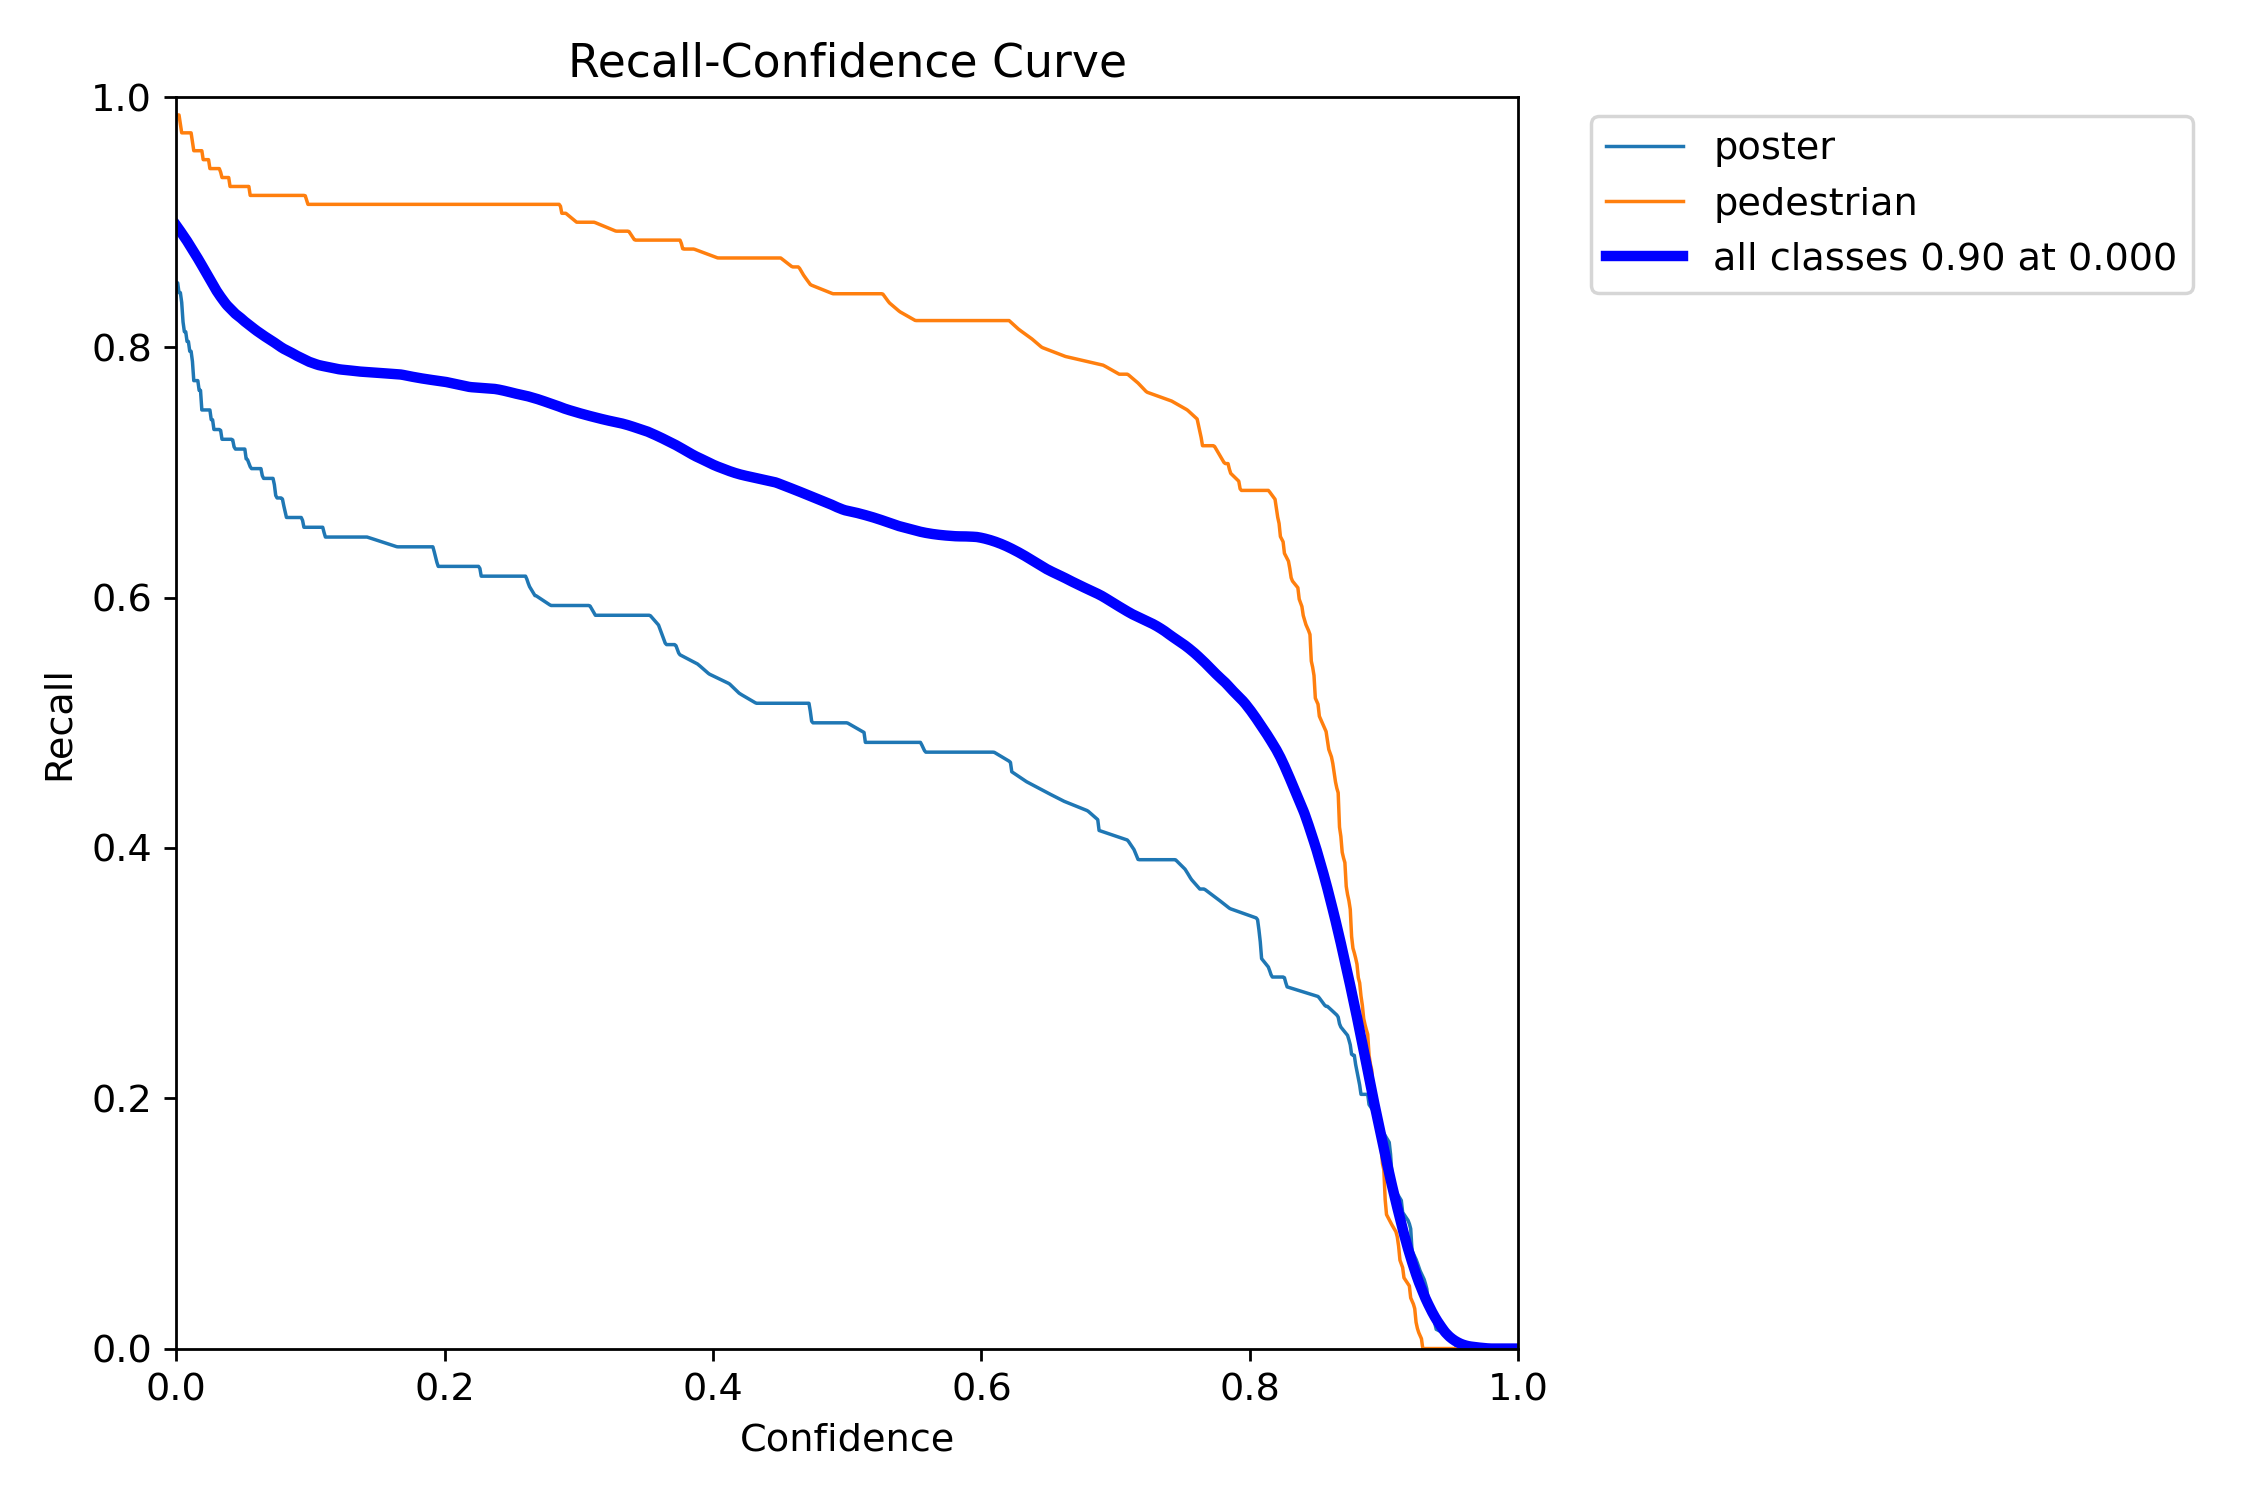 Recall-Confidence Curve
poster
pedestrian
all classes 0.90 at 0.000
1.0
0.8
0.6
0.4
0.2
0.0
Recall
0.0 0.2 0.4 0.6 0.8 1.0
Confidence